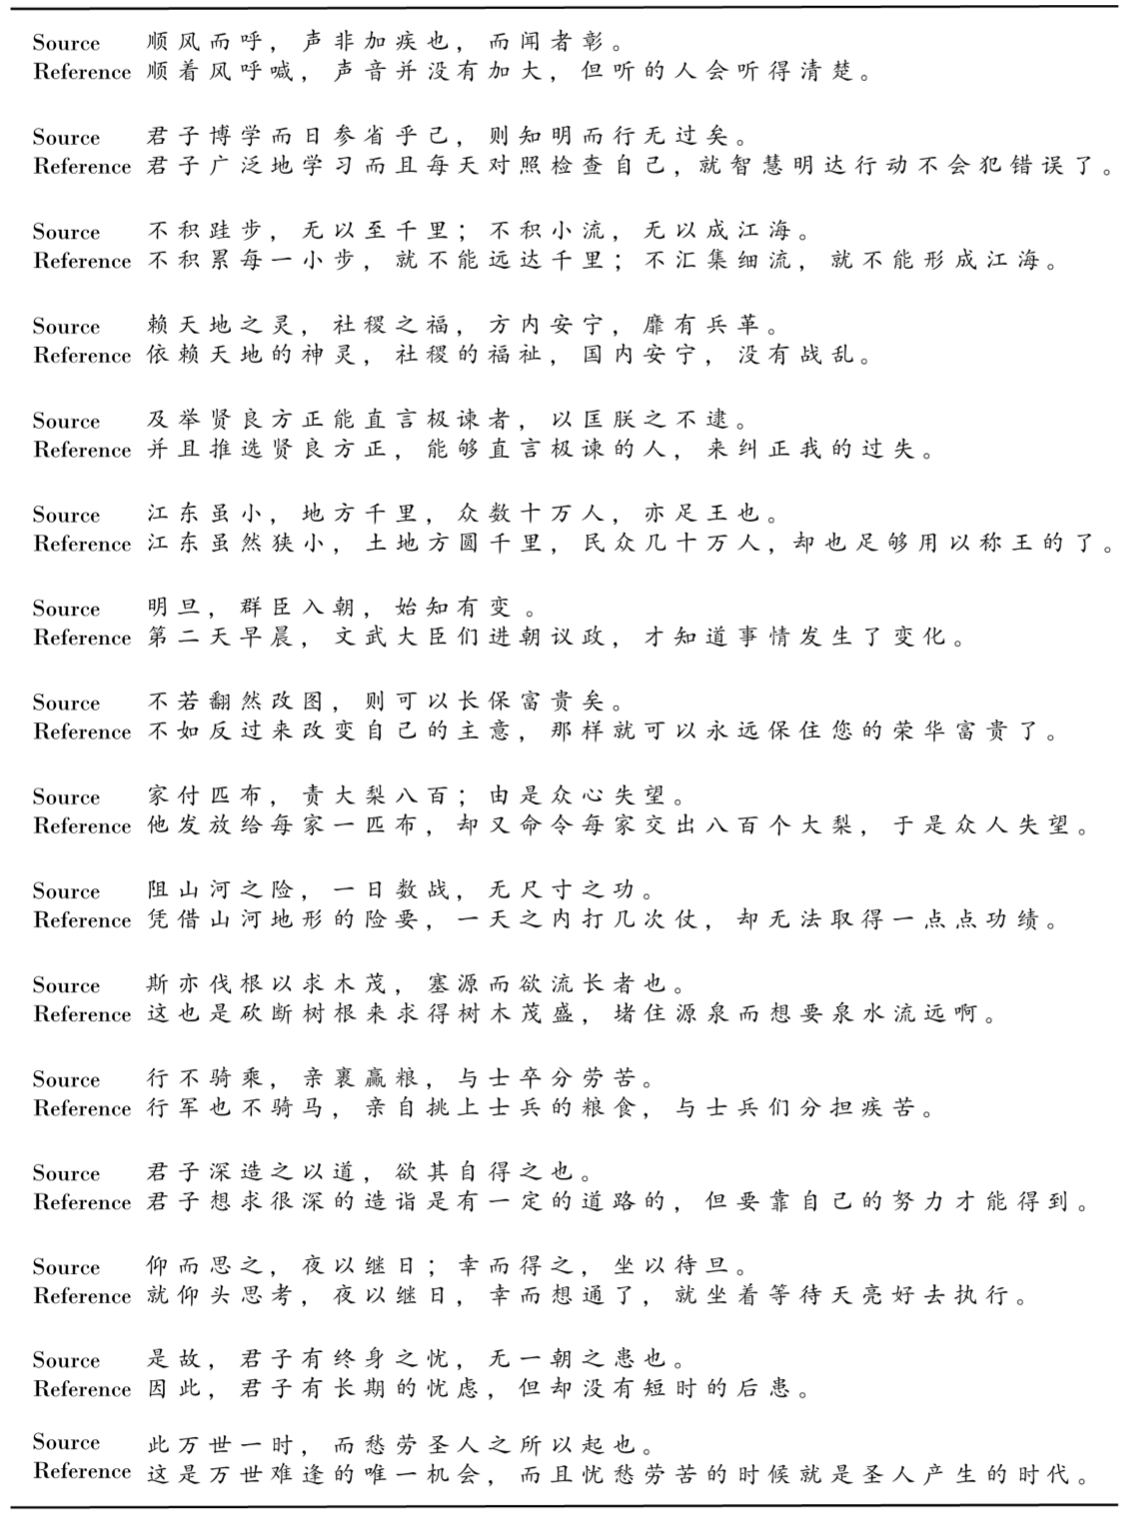 Source 顺风而呼，声非加疾也，而闻者彰。
Reference 顺着风呼喊，声音并没有加大，但听的人会听得清楚。
Source 君子博学而日参省乎己，则知明而行无过矣。
Reference 君子广泛地学习而且每天对照检查自己，就智慧明达行动不会犯错误了。
Source 不积跬步，无以至千里；不积小流，无以成江海。
Reference 不积累每一小步，就不能远达千里；不汇集细流，就不能形成江海。
Source 赖天地之灵，社稷之福，方内安宁，靡有兵革。
Reference 依赖天地的神灵，社稷的福祉，国内安宁，没有战乱。
Source 及举贤良方正能直言极谏者，以匡朕之不逮。
Reference 并且推选贤良方正，能够直言极谏的人，来纠正我的过失。
Source 江东虽小，地方千里，众数十万人，亦足王也。
Reference 江东虽然狭小，土地方圆千里，民众几十万人，却也足够用以称王的了。
Source 明旦，群臣入朝，始知有变。
Reference 第二天早晨，文武大臣们进朝议政，才知道事情发生了变化。
Source 不若翻然改图，则可以长保富贵矣。
Reference 不如反过来改变自己的主意，那样就可以永远保住您的荣华富贵了。
Source 家付匹布，责大梨八百；由是众心失望。
Reference 他发放给每家一匹布，却又命令每家交出八百个大梨，于是众人失望。
Source 阻山河之险，一日数战，无尺寸之功。
Reference 凭借山河地形的险要，一天之内打几次仗，却无法取得一点点功绩。
Source 斯亦伐根以求木茂，塞源而欲流长者也。
Reference 这也是砍断树根来求得树木茂盛，堵住源泉而想要泉水流远啊。
Source 行不骑乘，亲裹赢粮，与士卒分劳苦。
Reference 行军也不骑马，亲自挑上士兵的粮食，与士兵们分担疾苦。
Source 君子深造之以道，欲其自得之也。
Reference 君子想求很深的造诣是有一定的道路的，但要靠自己的努力才能得到。
Source 仰而思之，夜以继日；幸而得之，坐以待旦。
Reference 就仰头思考，夜以继日，幸而想通了，就坐着等待天亮好去执行。
Source 是故，君子有终身之忧，无一朝之患也。
Reference 因此，君子有长期的忧虑，但却没有短时的后患。
Source 此万世一时，而愁劳圣人之所以起也。
Reference 这是万世难逢的唯一机会，而且忧愁劳苦的时候就是圣人产生的时代。